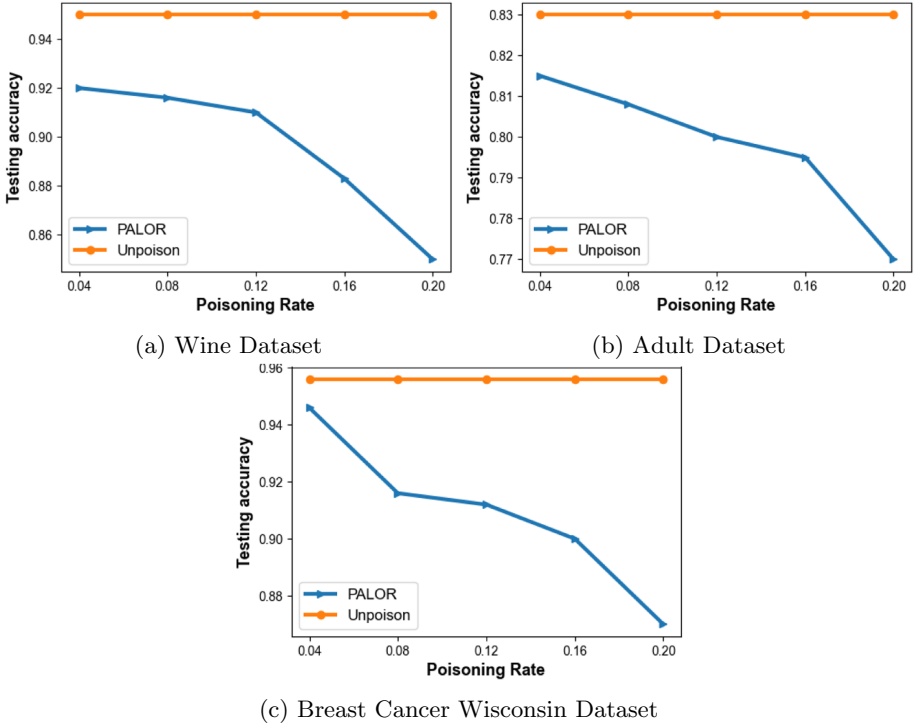 0.94
0.92
0.90
0.88
0.86
Testing accuracy
PALOR
Unpoison
0.04 0.08 0.12 0.16 0.20
Poisoning Rate
(a) Wine Dataset
0.83
0.82
0.81
0.80
0.79
0.78
0.77
Testing accuracy
PALOR
Unpoison
0.04 0.08 0.12 0.16 0.20
Poisoning Rate
(b) Adult Dataset
0.96
0.94
0.92
0.90
0.88
Testing accuracy
PALOR
Unpoison
0.04 0.08 0.12 0.16 0.20
Poisoning Rate
(c) Breast Cancer Wisconsin Dataset